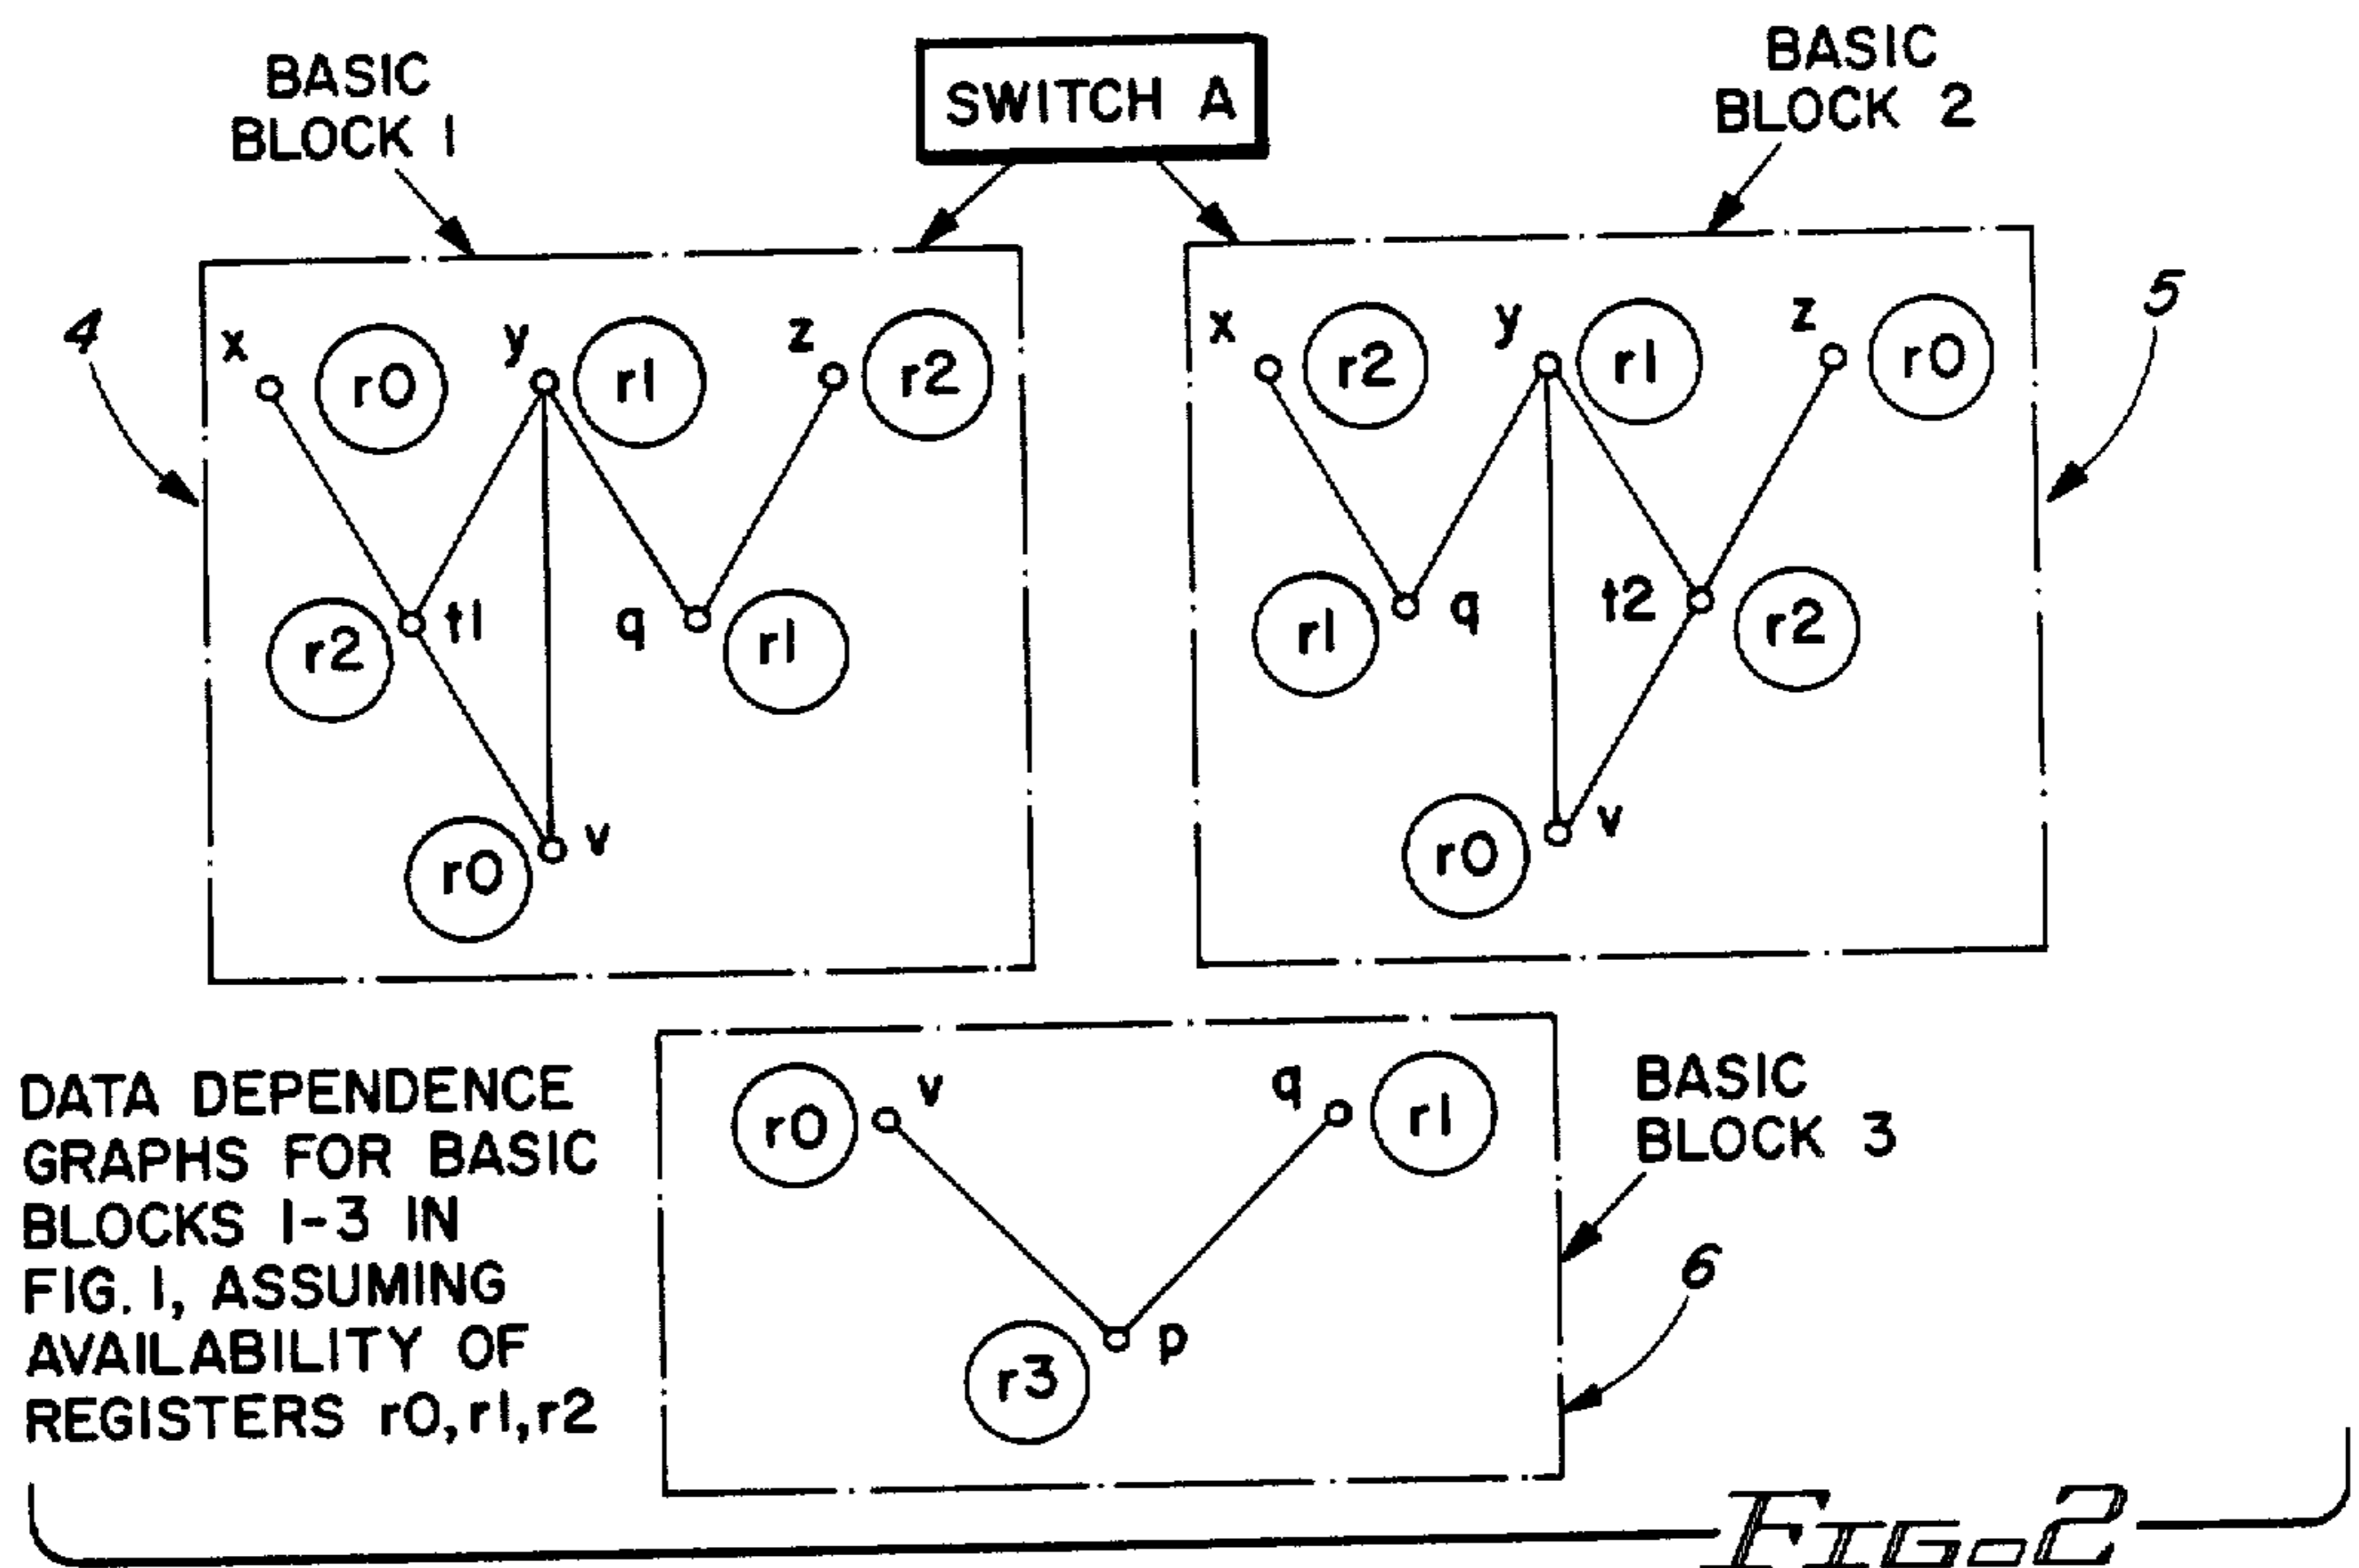 BASIC
BLOCK 1
SWITCH A
BASIC
BLOCK 2
4
x
r0
y
r1
z
r2
r2
t1
q
r1
r0
v
x
r2
y
r1
z
r0
5
r1
q
t2
r2
r0
v
DATA DEPENDENCE
GRAPHS FOR BASIC
BLOCKS 1-3 IN
FIG. 1, ASSUMING
AVAILABILITY OF
REGISTERS r0,r1,r2
r0
v
q
r1
r3
p
BASIC
BLOCK 3
6
FIG.2